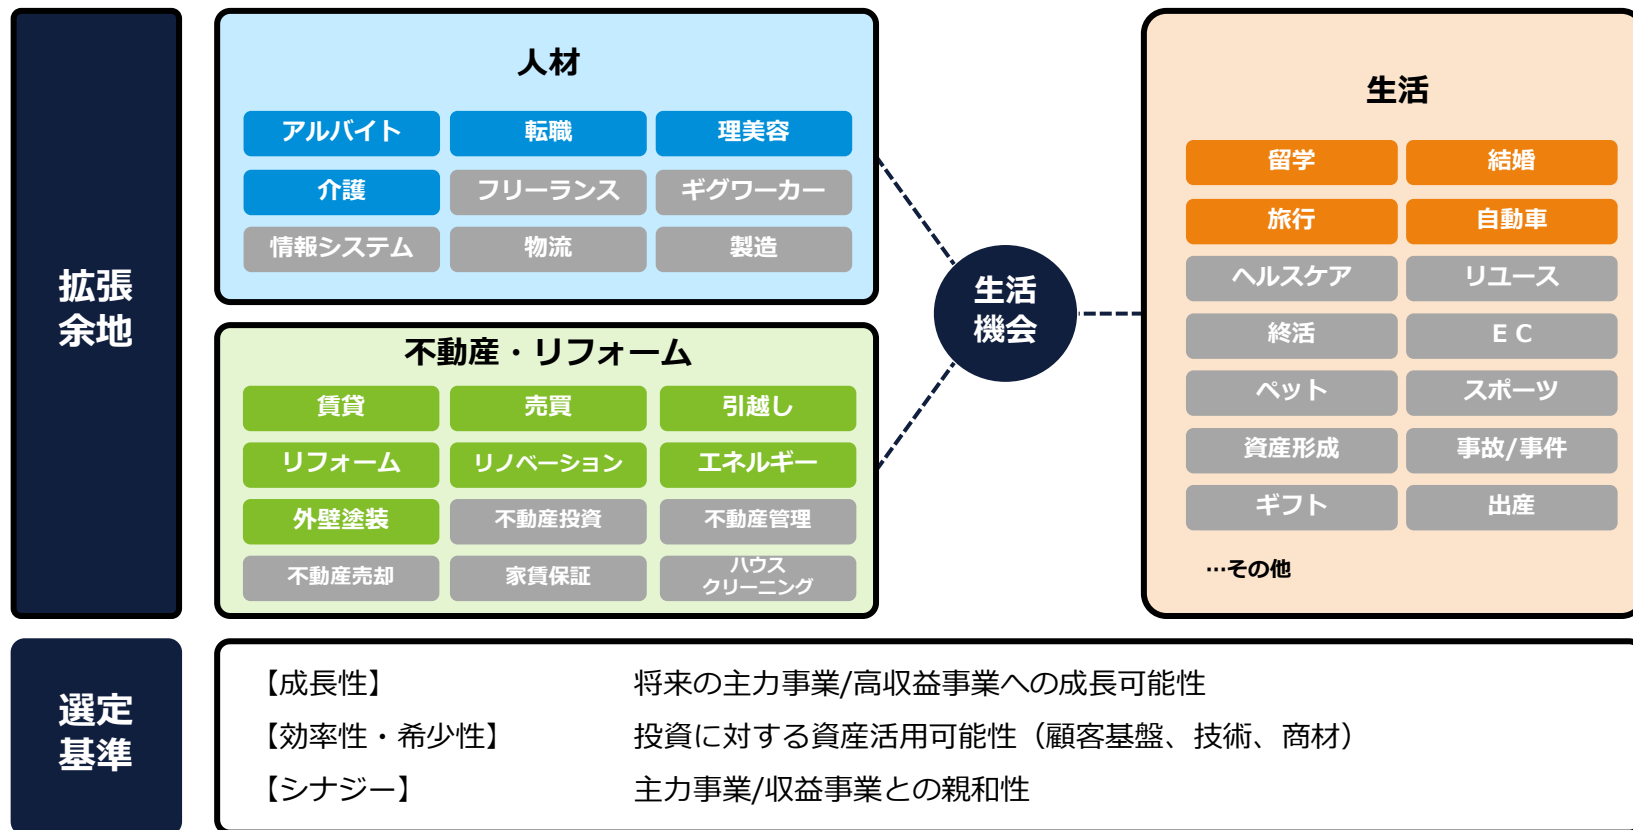 拡張
余地
人材
アルバイト
転職
理美容
介護
フリーランス
ギグワーカー
情報システム
物流
製造
不動産・リフォーム
賃貸
売買
引越し
リフォーム
リノベーション
エネルギー
外壁塗装
不動産投資
不動産管理
不動産売却
家賃保証
ハウス
クリーニング
生活
機会
生活
留学
結婚
旅行
自動車
ヘルスケア
リユース
終活
ＥＣ
ペット
スポーツ
資産形成
事故/事件
ギフト
出産
…その他
選定
基準
【成長性】 将来の主力事業/高収益事業への成長可能性
【効率性・希少性】 投資に対する資産活用可能性（顧客基盤、技術、商材）
【シナジー】 主力事業/収益事業との親和性